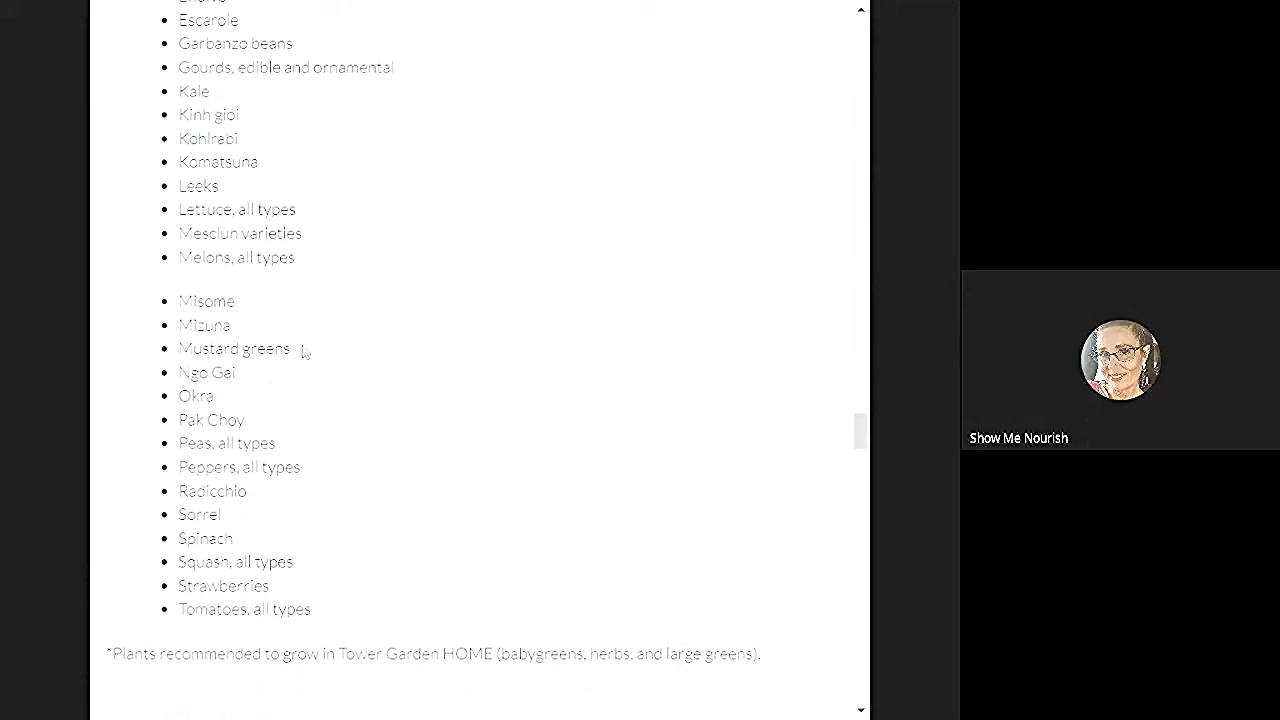 Escarole
Garbanzo beans
Gourds, edible and ornamental
Kale
Kinh gioi
Kohlrabi
Komatsuna
Leeks
Lettuce, all types
Mesclun varieties
Melons, all types
Misome
Mizuna
Mustard greens
Ngo Gai
Okra
Pak Choy
Peas, all types
Peppers, all types
Radicchio
Sorrel
Spinach
Squash, all types
Strawberries
Tomatoes, all types
*Plants recommended to grow in Tower Garden HOME (babygreens, herbs, and large greens).
Show Me Nourish